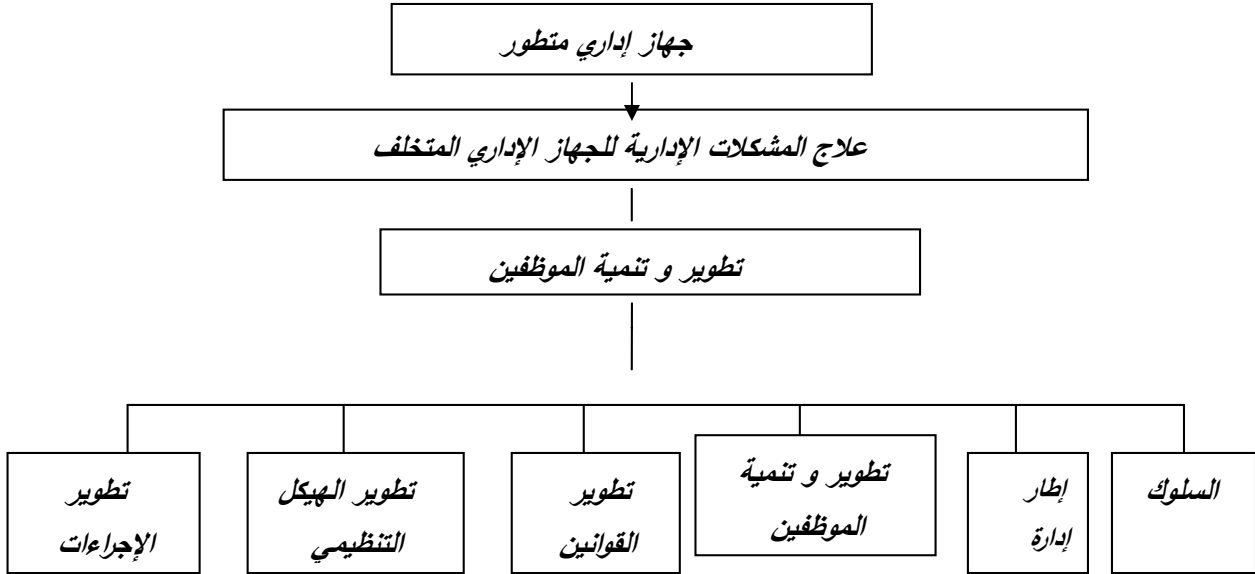 جهاز إداري متطور
علاج المشكلات الإدارية للجهاز الإداري المتخلف
تطوير و تنمية الموظفين
السلوك
إطار
إدارة
تطوير و تنمية
الموظفين
تطوير
القوانين
تطوير الهيكل
التنظيمي
تطوير
الإجراءات